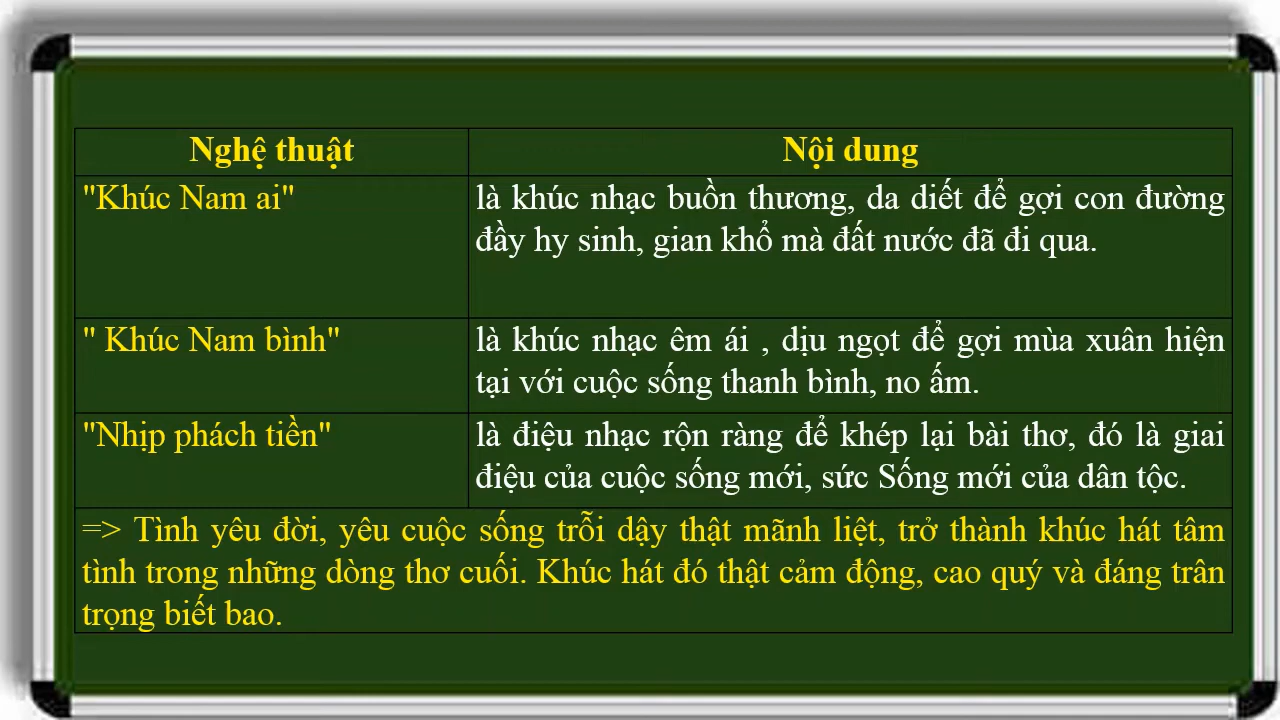 Nghệ thuật
Nội dung
"Khúc Nam ai"
là khúc nhạc buồn thương, da diết để gợi con đường
đầy hy sinh, gian khổ mà đất nước đã đi qua.
" Khúc Nam bình"
là khúc nhạc êm ái , dịu ngọt để gợi mùa xuân hiện
tại với cuộc sống thanh bình, no ấm.
"Nhịp phách tiền"
là điệu nhạc rộn ràng để khép lại bài thơ, đó là giai
điệu của cuộc sống mới, sức Sống mới của dân tộc.
=> Tình yêu đời, yêu cuộc sống trỗi dậy thật mãnh liệt, trở thành khúc hát tâm
tình trong những dòng thơ cuối. Khúc hát đó thật cảm động, cao quý và đáng trân
trọng biết bao.